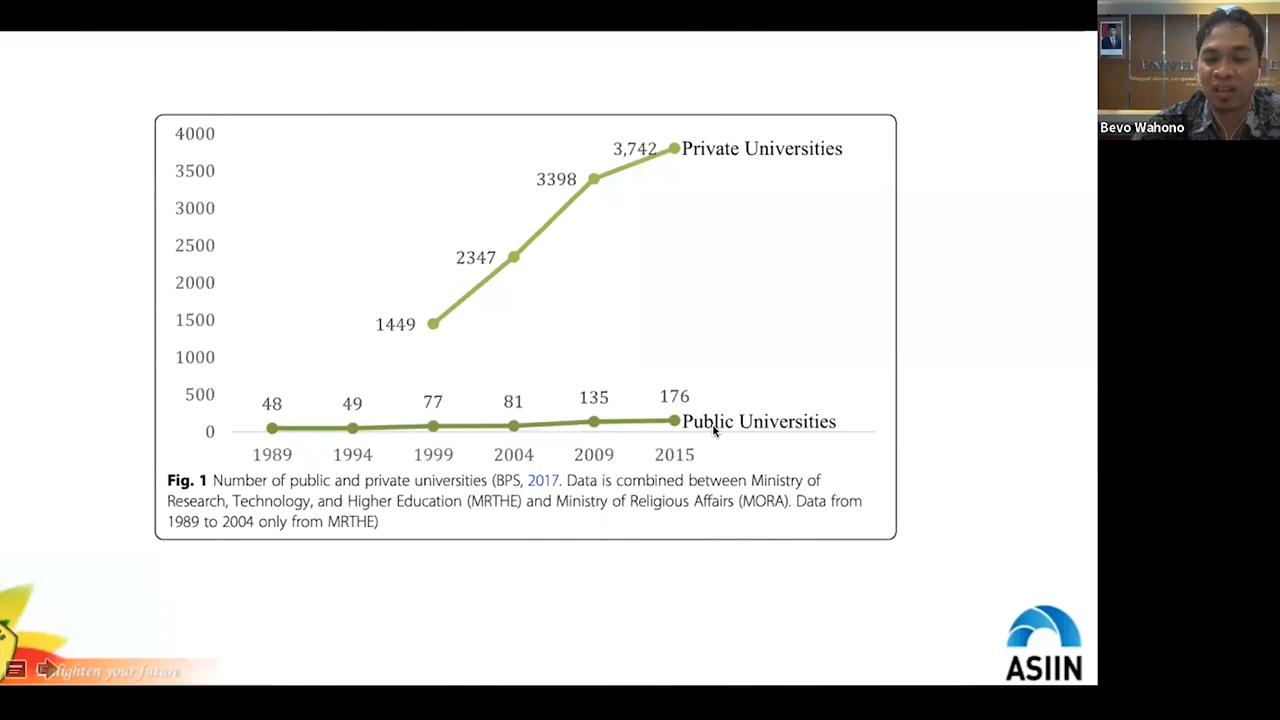 4000
3,742 Private Universities
3500
3398
3000
2500
2347
2000
1500
1449
1000
500
48 49 77 81 135 176
Public Universities
0
1989 1994 1999 2004 2009 2015
Fig. 1 Number of public and private universities (BPS, 2017. Data is combined between Ministry of
Research, Technology, and Higher Education (MRTHE) and Ministry of Religious Affairs (MORA). Data from
1989 to 2004 only from MRTHE)
your future
ASIIN
Bevo Wahono